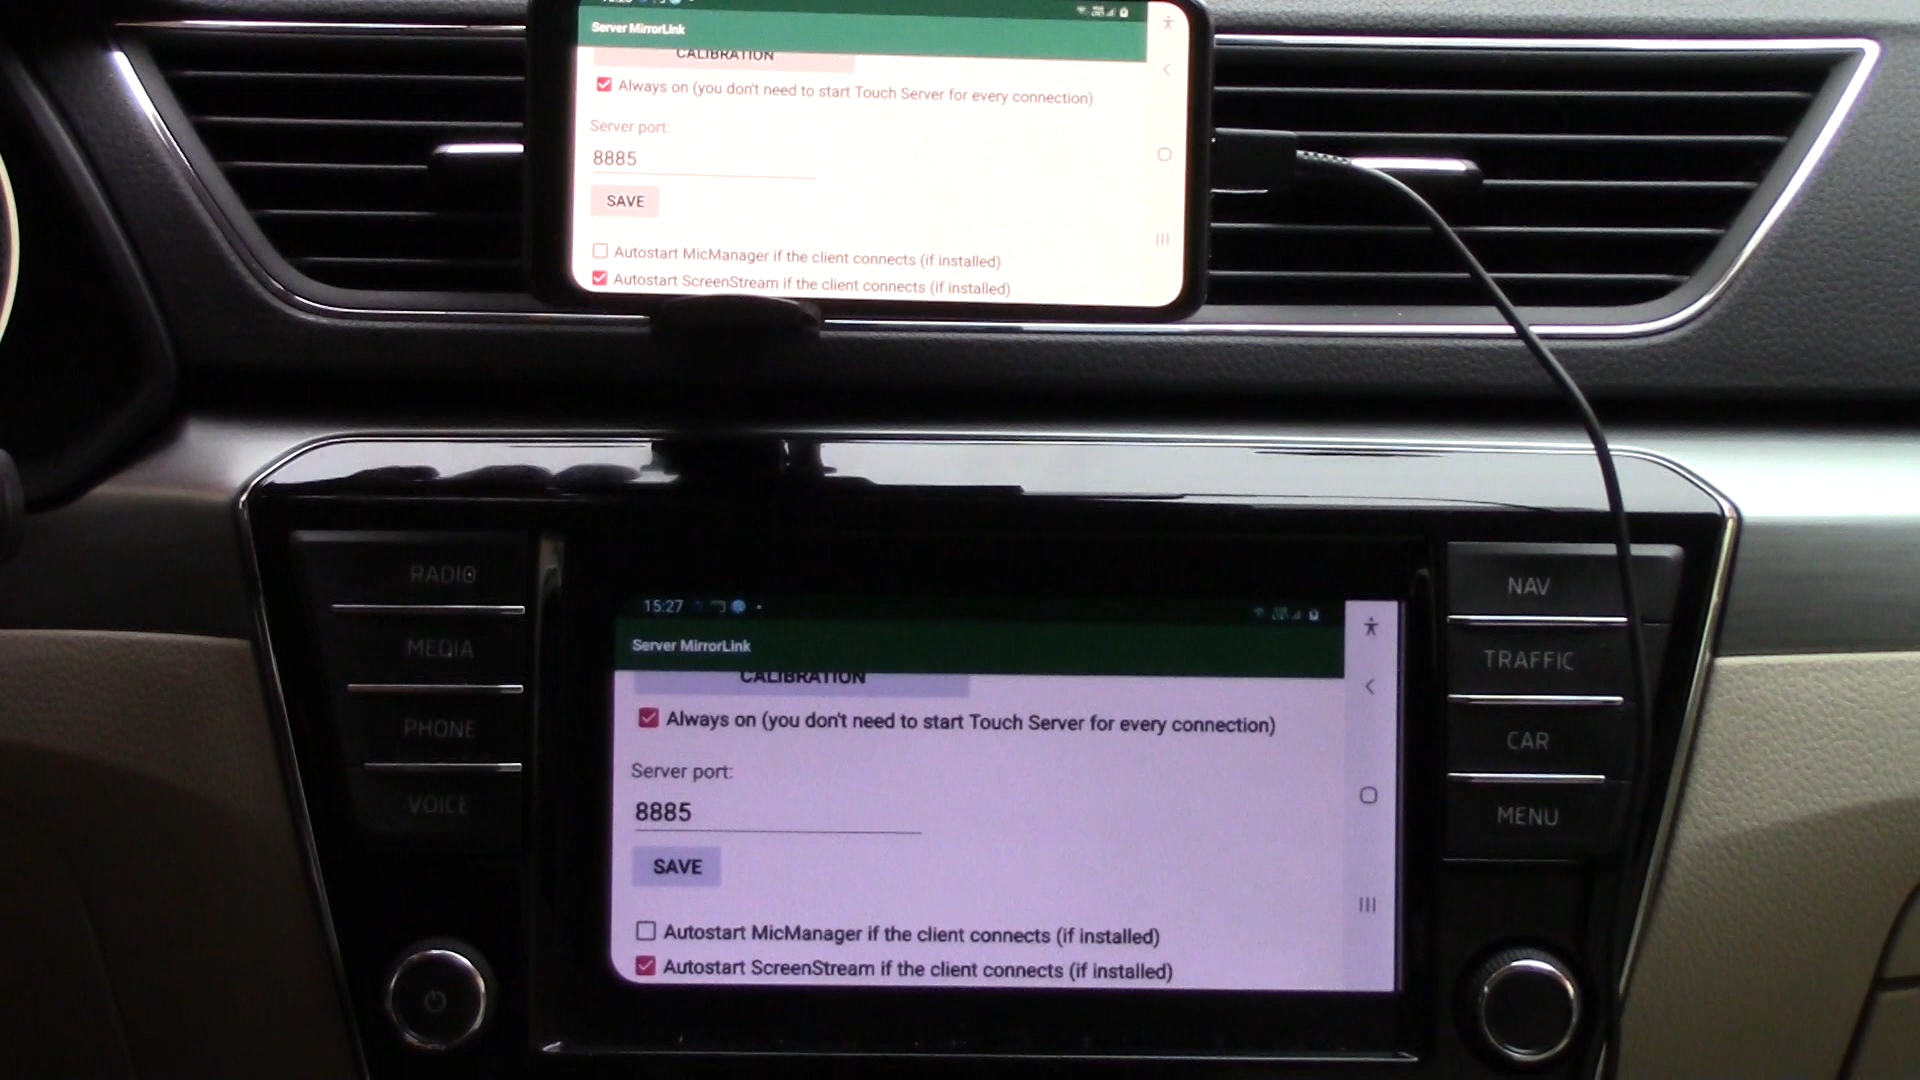 Server MirrorLink
CALIBRATION
Always on (you don't need to start Touch Server for every connection)
Server port:
8885
SAVE
Autostart MicManager if the client connects (if installed)
Autostart ScreenStream if the client connects (if installed)
RADIO
MEDIA
PHONE
VOICE
15:27
Server MirrorLink
CALIBRATION
Always on (you don't need to start Touch Server for every connection)
Server port:
8885
SAVE
Autostart MicManager if the client connects (if installed)
Autostart ScreenStream if the client connects (if installed)
NAV
TRAFFIC
CAR
MENU